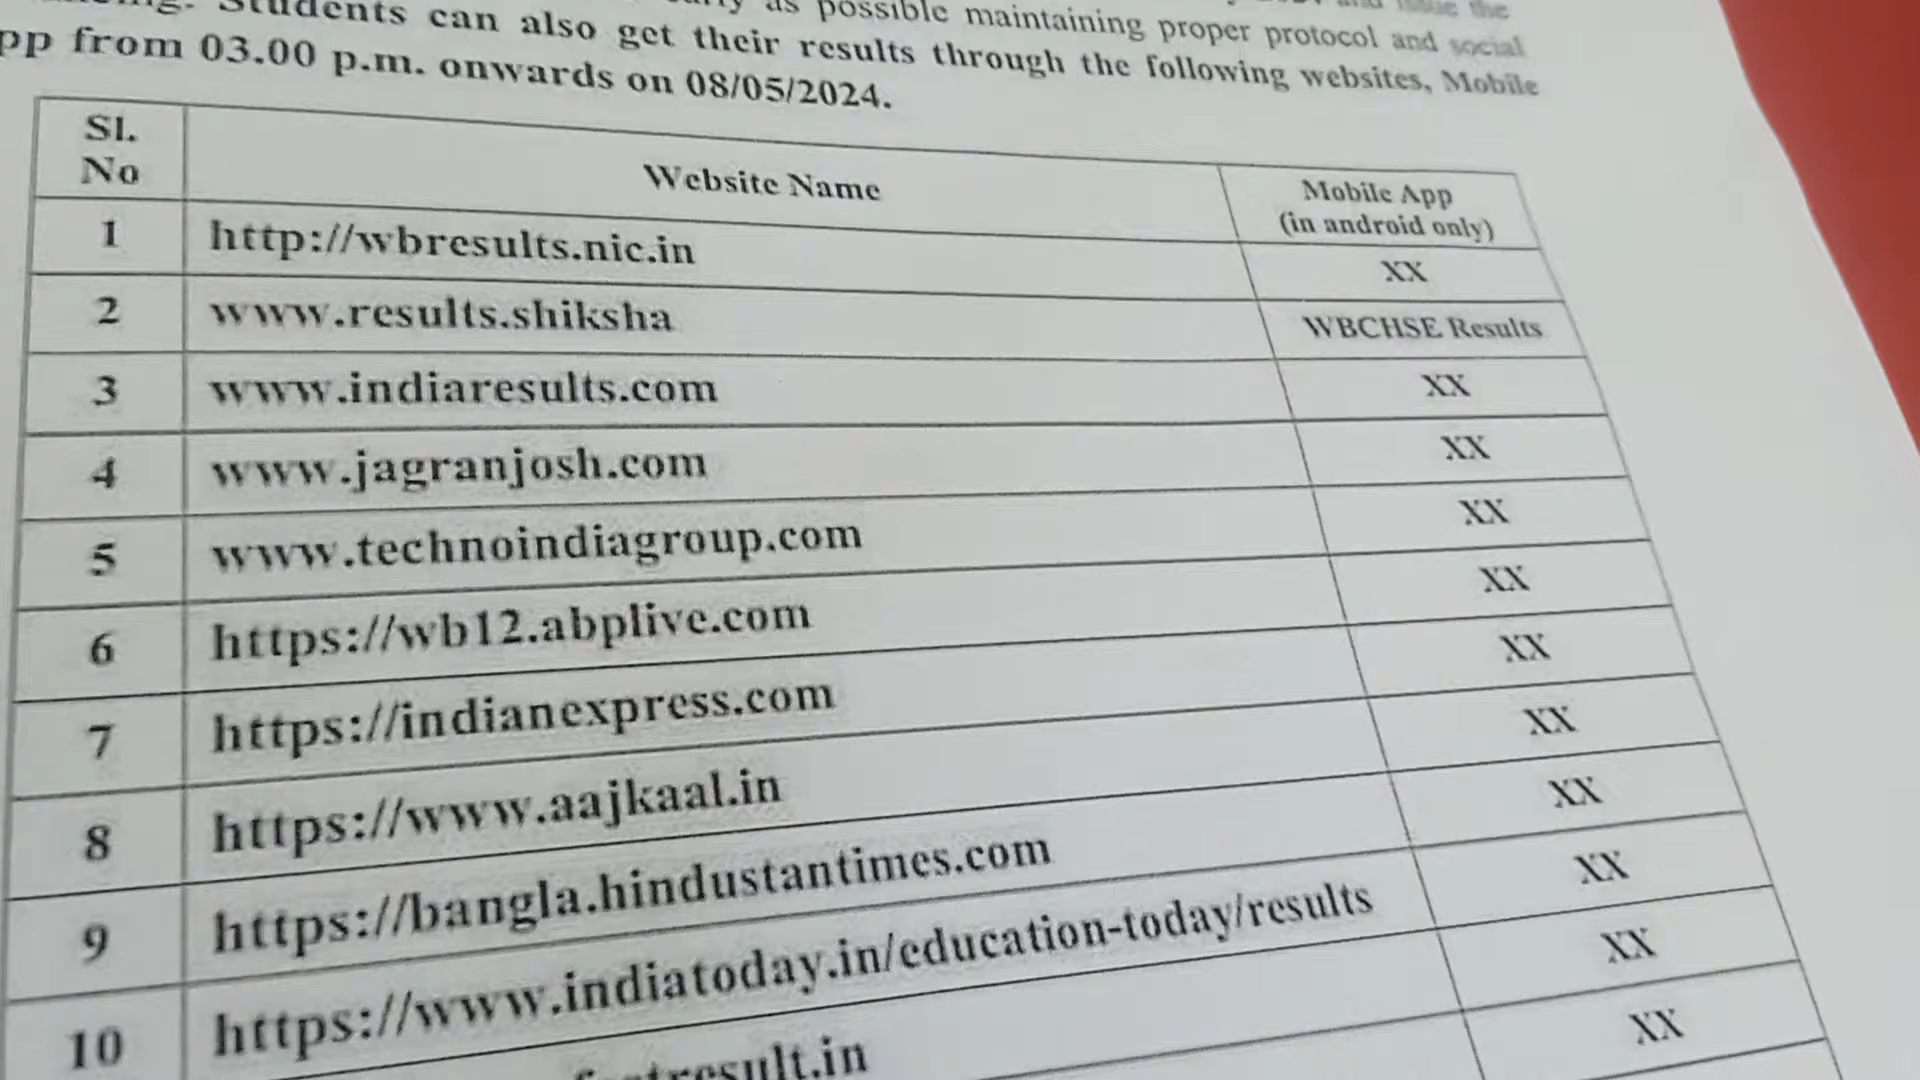 Students can also get their results through the following websites, Mobile
as possible maintaining proper protocol and social
pp from 03.00 p.m. onwards on 08/05/2024.
Sl. No Website Name Mobile App (in android only)
1 http://wbresults.nic.in XX
2 www.results.shiksha WBCHSE Results
3 www.indiaresults.com XX
4 www.jagranjosh.com XX
5 www.technoindiagroup.com XX
6 https://wb12.abplive.com XX
7 https://indianexpress.com XX
8 https://www.aajkaal.in XX
9 https://bangla.hindustantimes.com XX
10 https://www.indiatoday.in/education-today/results XX
result.in XX
XX